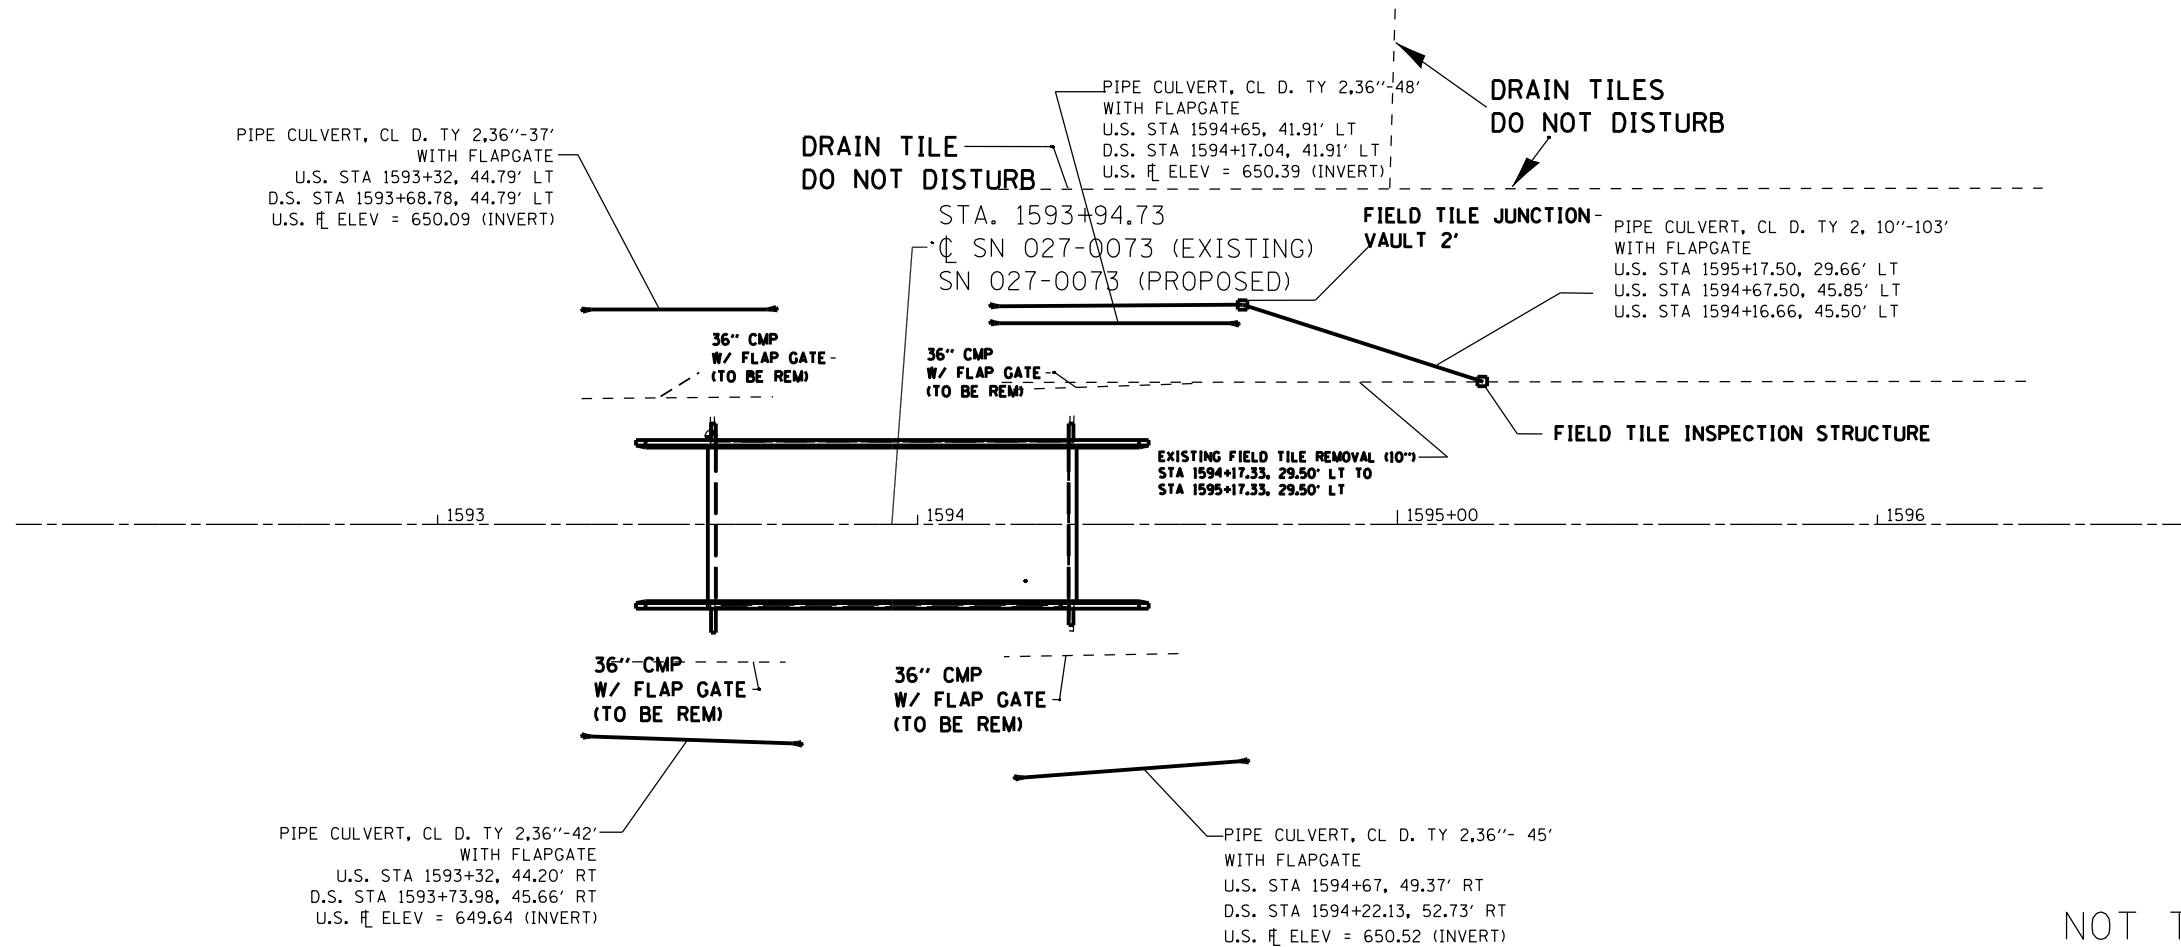 PIPE CULVERT, CL D. TY 2,36''-37'
WITH FLAPGATE
U.S. STA 1593+32, 44.79' LT
D.S. STA 1593+68.78, 44.79' LT
U.S. FL ELEV = 650.09 (INVERT)
DRAIN TILE
DO NOT DISTURB
PIPE CULVERT, CL D. TY 2,36''-48'
WITH FLAPGATE
U.S. STA 1594+65, 41.91' LT
D.S. STA 1594+17.04, 41.91' LT
U.S. FL ELEV = 650.39 (INVERT)
DRAIN TILES
DO NOT DISTURB
STA. 1593+94.73
CL SN 027-0073 (EXISTING)
SN 027-0073 (PROPOSED)
FIELD TILE JUNCTION
VAULT 2'
PIPE CULVERT, CL D. TY 2, 10''-103'
WITH FLAPGATE
U.S. STA 1595+17.50, 29.66' LT
U.S. STA 1594+67.50, 45.85' LT
U.S. STA 1594+16.66, 45.50' LT
36'' CMP
W/ FLAP GATE
(TO BE REM)
36'' CMP
W/ FLAP GATE
(TO BE REM)
FIELD TILE INSPECTION STRUCTURE
EXISTING FIELD TILE REMOVAL (10'')
STA 1594+17.33, 29.50' LT TO
STA 1595+17.33, 29.50' LT
1593
1594
1595+00
1596
36'' CMP
W/ FLAP GATE
(TO BE REM)
36'' CMP
W/ FLAP GATE
(TO BE REM)
PIPE CULVERT, CL D. TY 2,36''-42'
WITH FLAPGATE
U.S. STA 1593+32, 44.20' RT
D.S. STA 1593+73.98, 45.66' RT
U.S. FL ELEV = 649.64 (INVERT)
PIPE CULVERT, CL D. TY 2,36''- 45'
WITH FLAPGATE
U.S. STA 1594+67, 49.37' RT
D.S. STA 1594+22.13, 52.73' RT
U.S. FL ELEV = 650.52 (INVERT)
NOT T